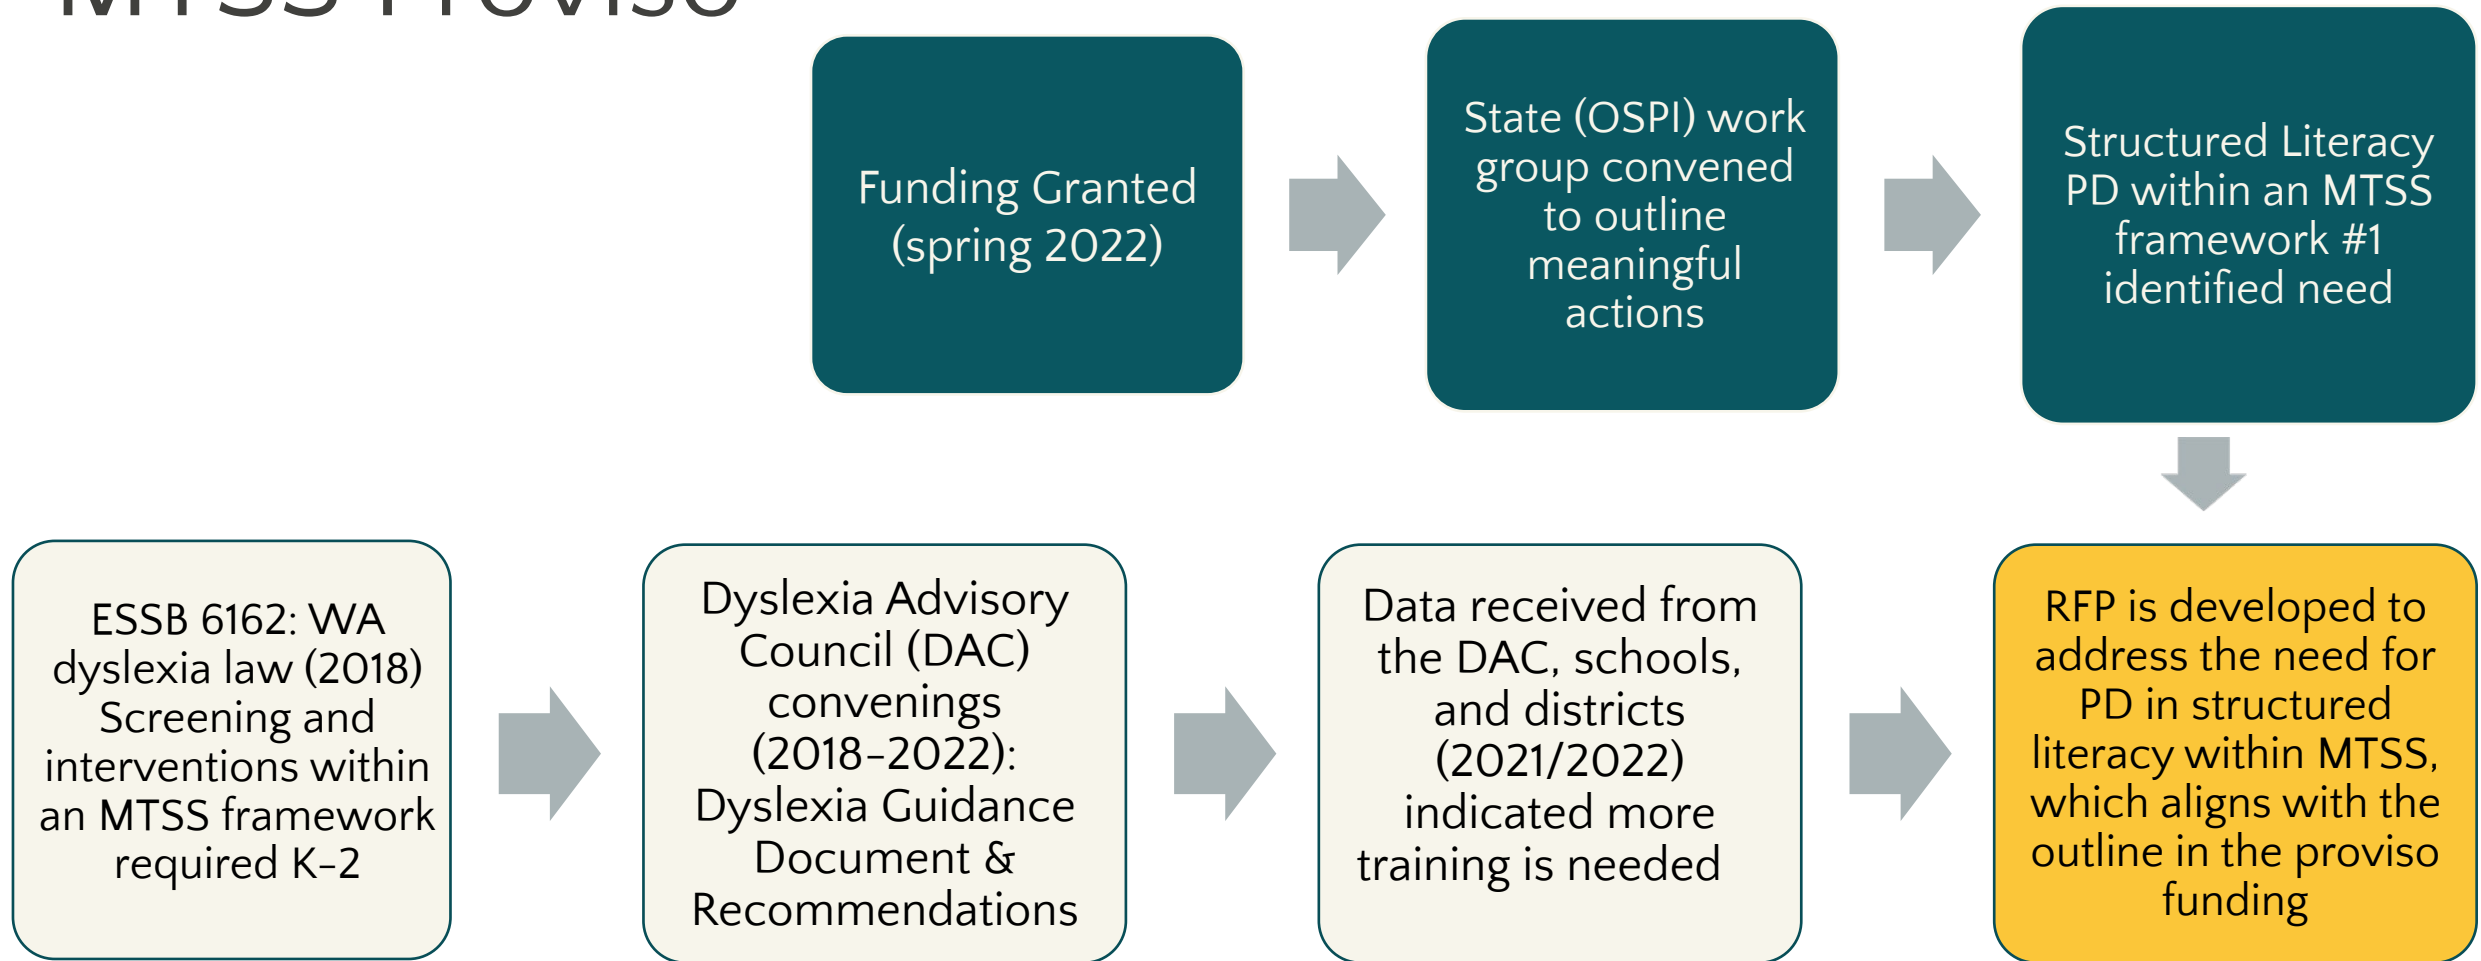 MTSS Proviso
Funding Granted
(spring 2022)
State (OSPI) work
group convened
to outline
meaningful
actions
Structured Literacy
PD within an MTSS
framework #1
identified need
ESSB 6162: WA
dyslexia law (2018)
Screening and
interventions within
an MTSS framework
required K-2
Dyslexia Advisory
Council (DAC)
convenings
(2018-2022):
Dyslexia Guidance
Document &
Recommendations
Data received from
the DAC, schools,
and districts
(2021/2022)
indicated more
training is needed
RFP is developed to
address the need for
PD in structured
literacy within MTSS,
which aligns with the
outline in the proviso
funding